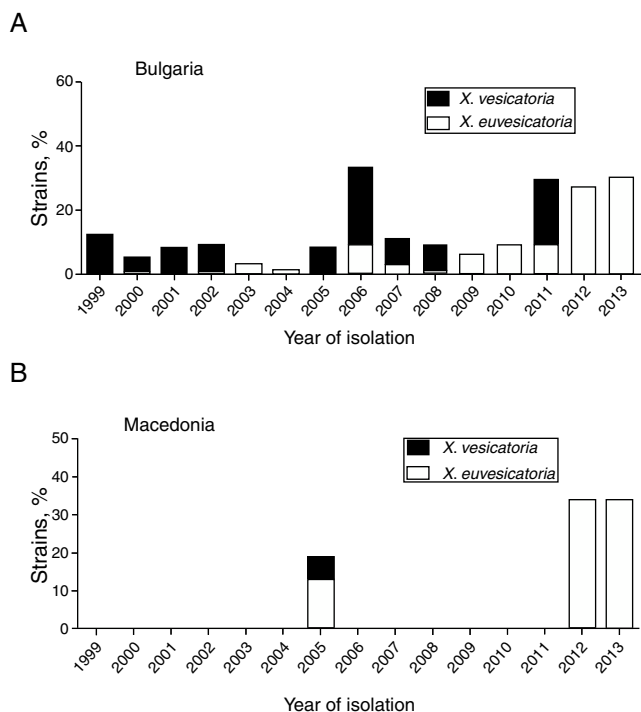 A
Bulgaria
60
40
20
0
Strains, %
X. vesicatoria
X. euvesicatoria
1999 2000 2001 2002 2003 2004 2005 2006 2007 2008 2009 2010 2011 2012 2013
Year of isolation
B
Macedonia
50
40
30
20
10
0
Strains, %
X. vesicatoria
X. euvesicatoria
1999 2000 2001 2002 2003 2004 2005 2006 2007 2008 2009 2010 2011 2012 2013
Year of isolation